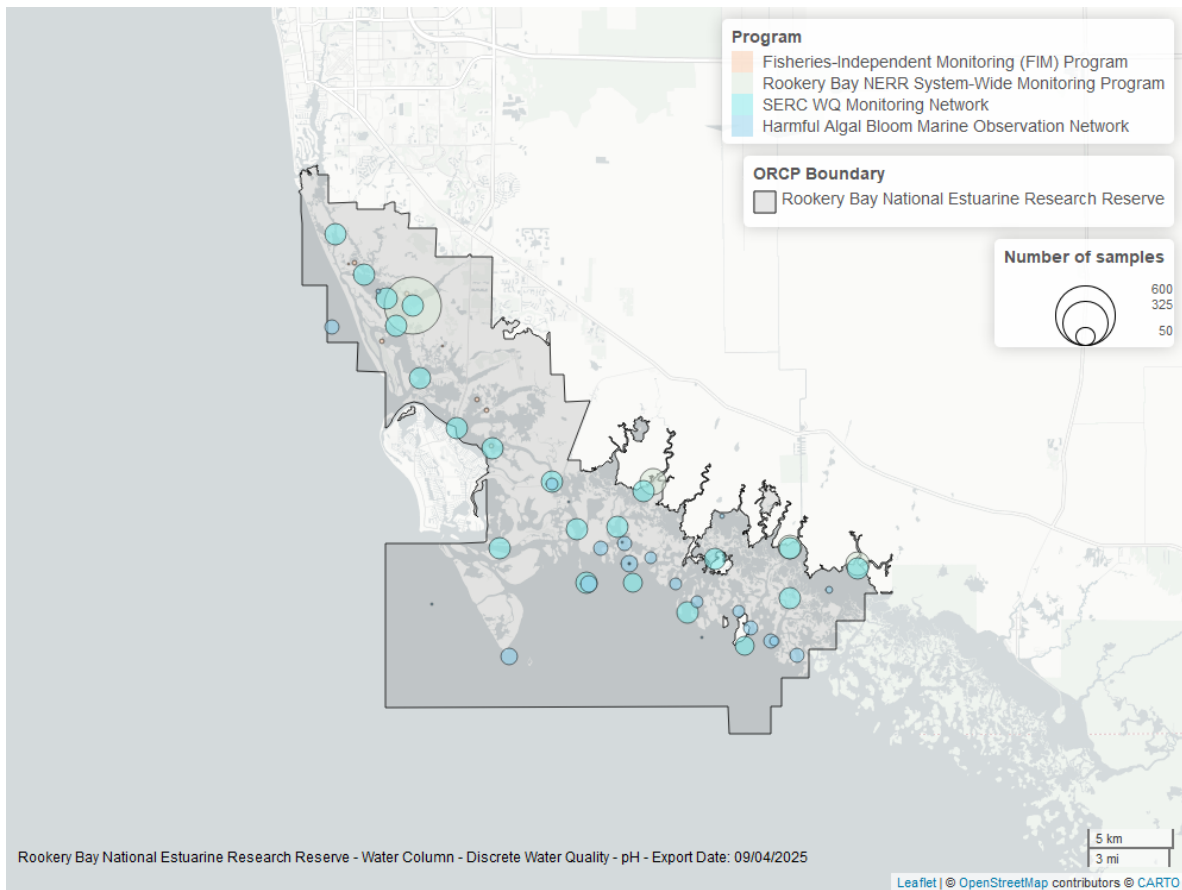 Program
Fisheries-Independent Monitoring (FIM) Program
Rookery Bay NERR System-Wide Monitoring Program
SERC WQ Monitoring Network
Harmful Algal Bloom Marine Observation Network
ORCP Boundary
Rookery Bay National Estuarine Research Reserve
Number of samples
600
325
50
5 km
3 mi
Rookery Bay National Estuarine Research Reserve - Water Column - Discrete Water Quality - pH - Export Date: 09/04/2025
Leaflet | © OpenStreetMap contributors © CARTO